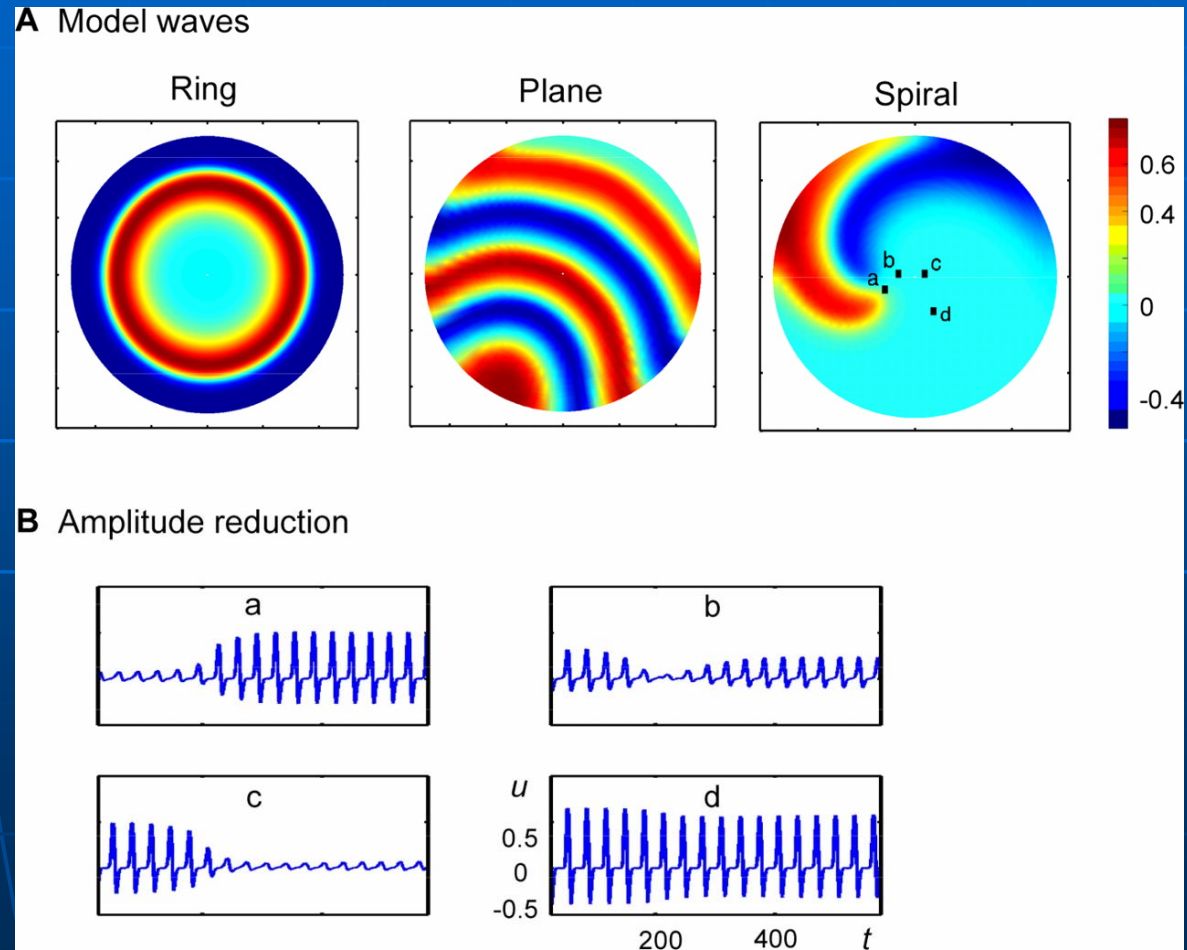 A Model waves
Ring Plane Spiral
0.6
0.4
0
-0.4
b c
a
d
B Amplitude reduction
a b
c u d
0.5
0
-0.5
200 400 t